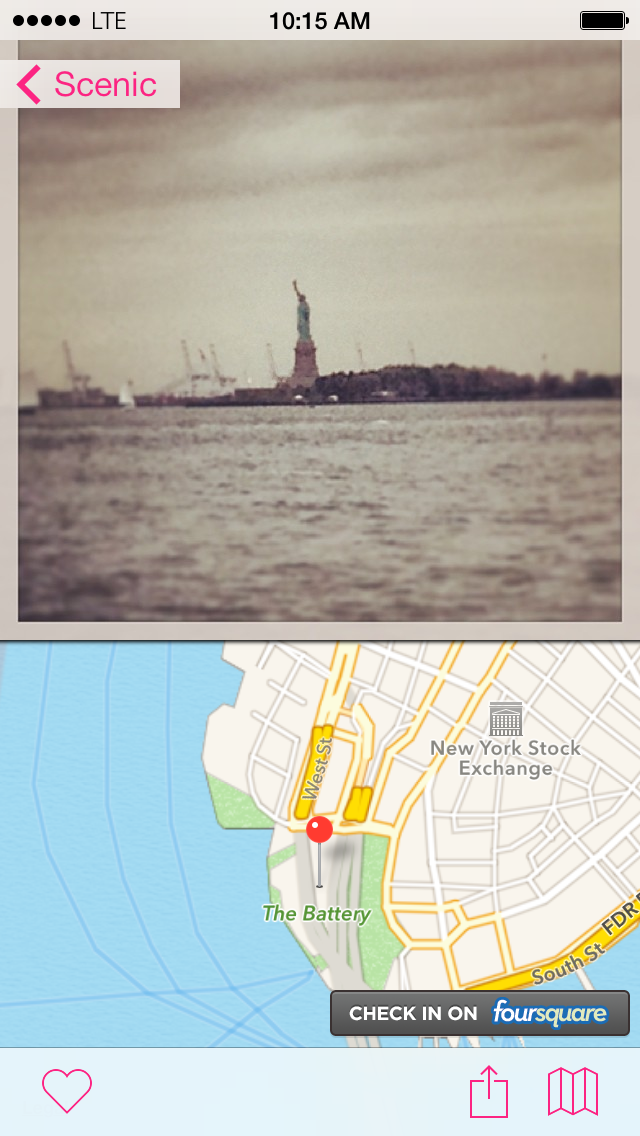 LTE 10:15 AM
Scenic
West St
New York Stock
Exchange
The Battery
FDR
South St
CHECK IN ON foursquare